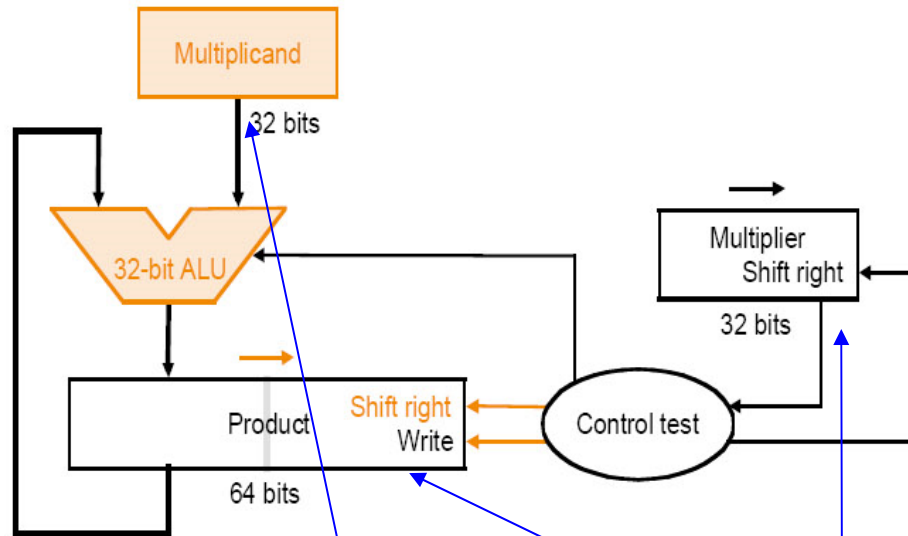 Multiplicand
32 bits
32-bit ALU
Multiplier
Shift right
32 bits
Product
Shift right
Write
64 bits
Control test